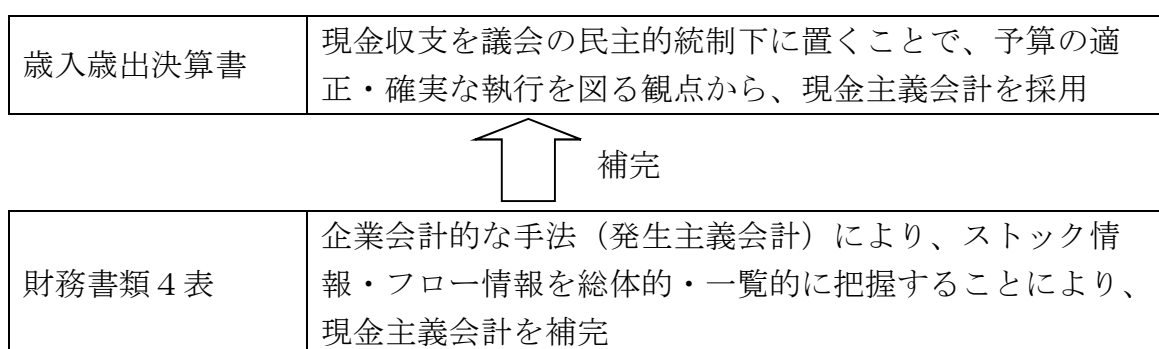 歳入歳出決算書
現金収支を議会の民主的統制下に置くことで、予算の適
正・確実な執行を図る観点から、現金主義会計を採用
補完
財務書類４表
企業会計的な手法（発生主義会計）により、ストック情
報・フロー情報を総体的・一覧的に把握することにより、
現金主義会計を補完